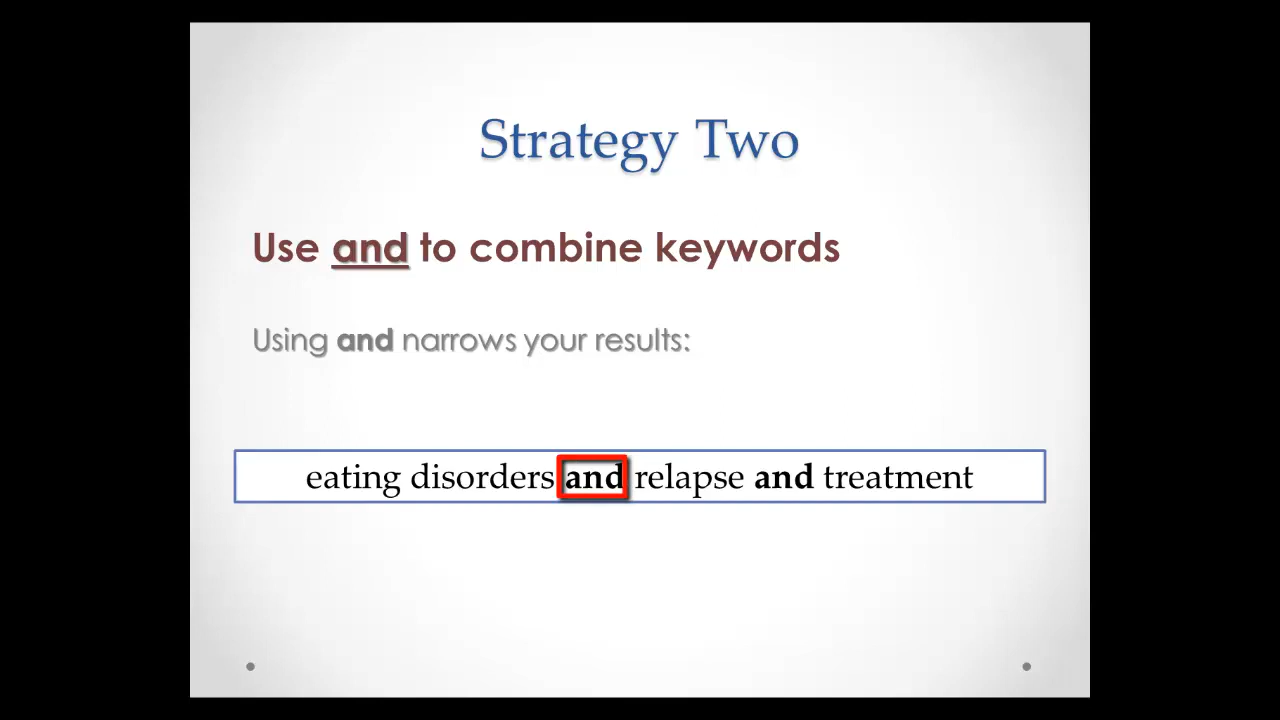 Strategy Two
Use and to combine keywords
Using and narrows your results:
eating disorders and relapse and treatment